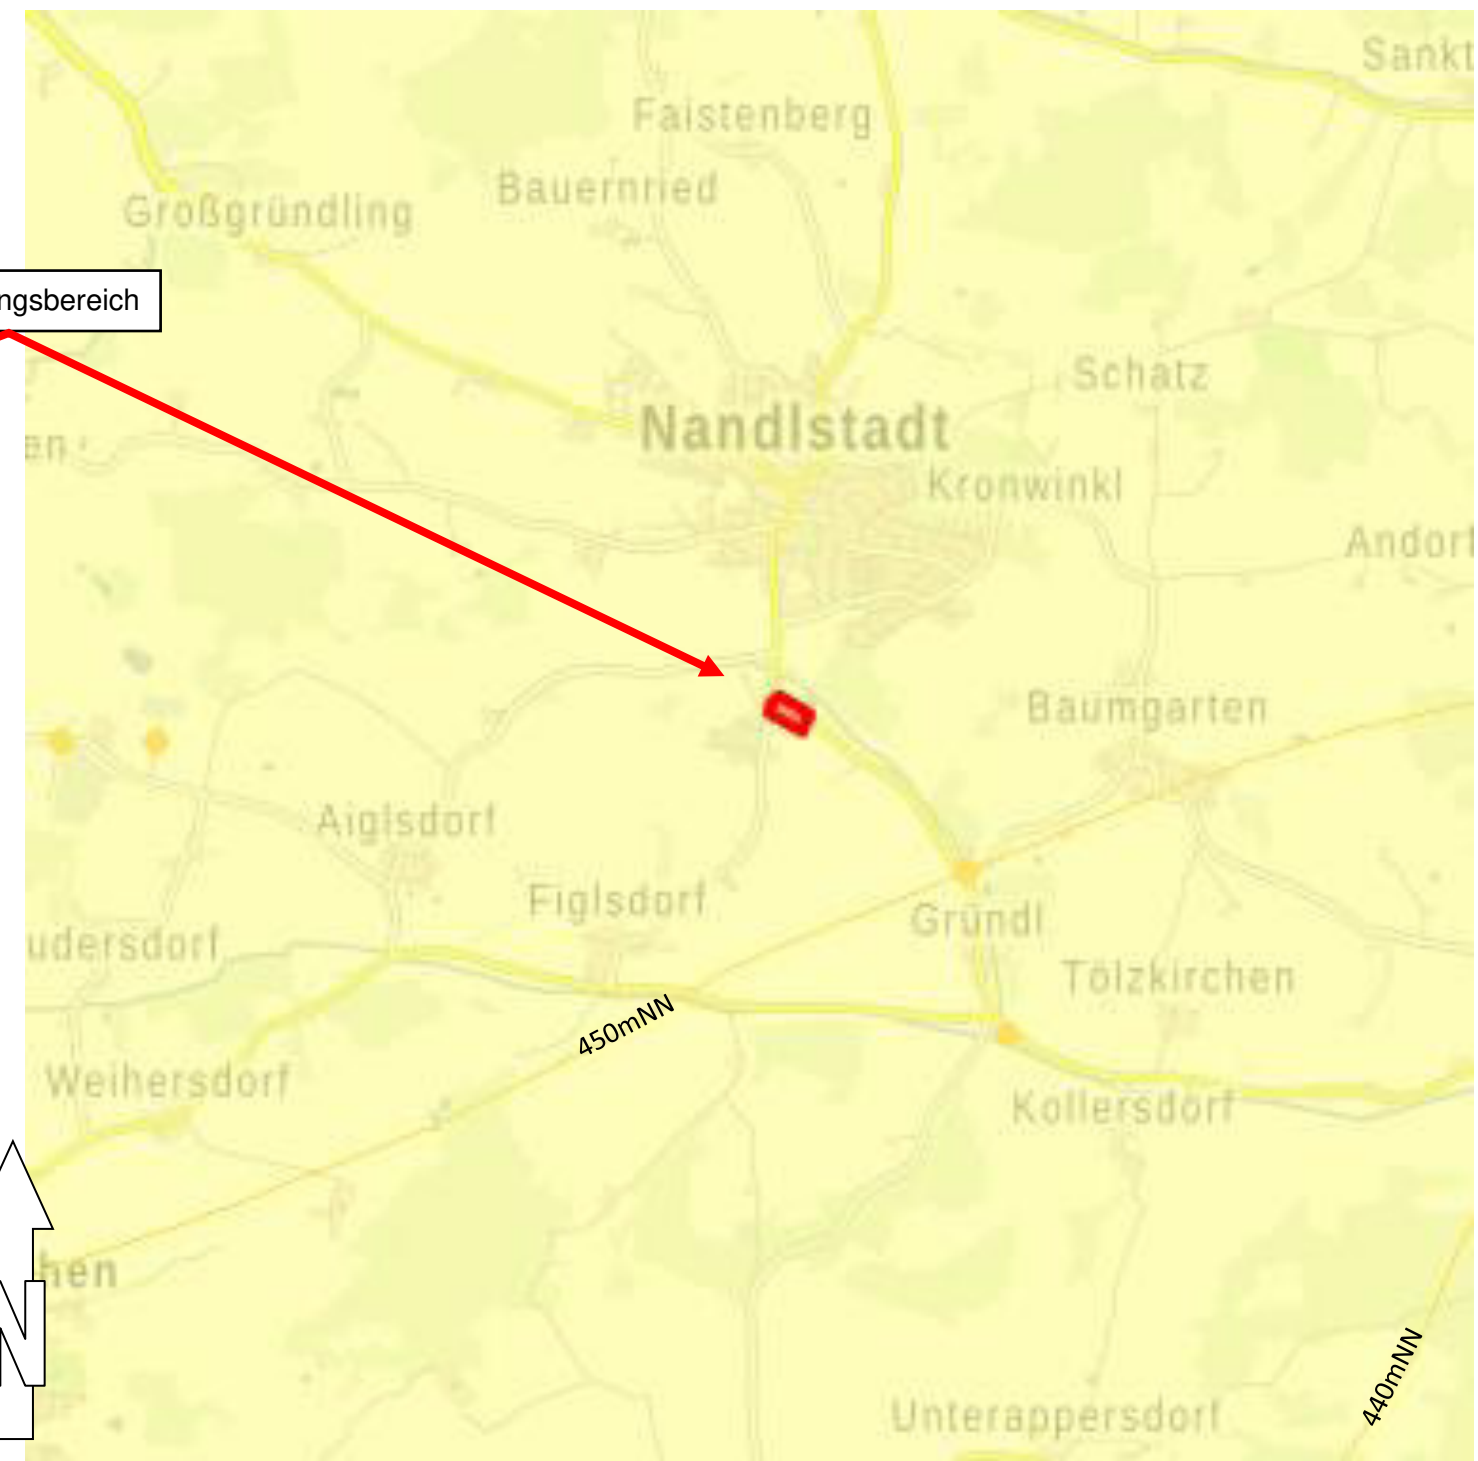 Sankt
Faistenberg
Bauernried
Großgründling
ngsbereich
Schatz
Nandlstadt
en
Kronwinkl
Andorf
Baumgarten
Aiglsdorf
Figlsdorf
Gründl
udersdorf
Tölzkirchen
450mNN
Weihersdorf
Kollersdorf
hen
N
440mNN
Unterappersdorf